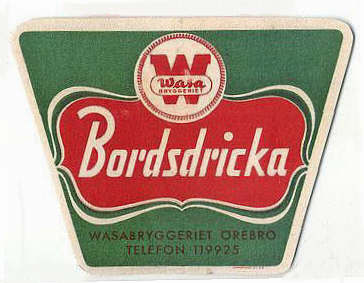 W
Wasa
BRYGGERIET
Bordsdricka
WASABRYGGERIET ÖREBRO
TELEFON 119925